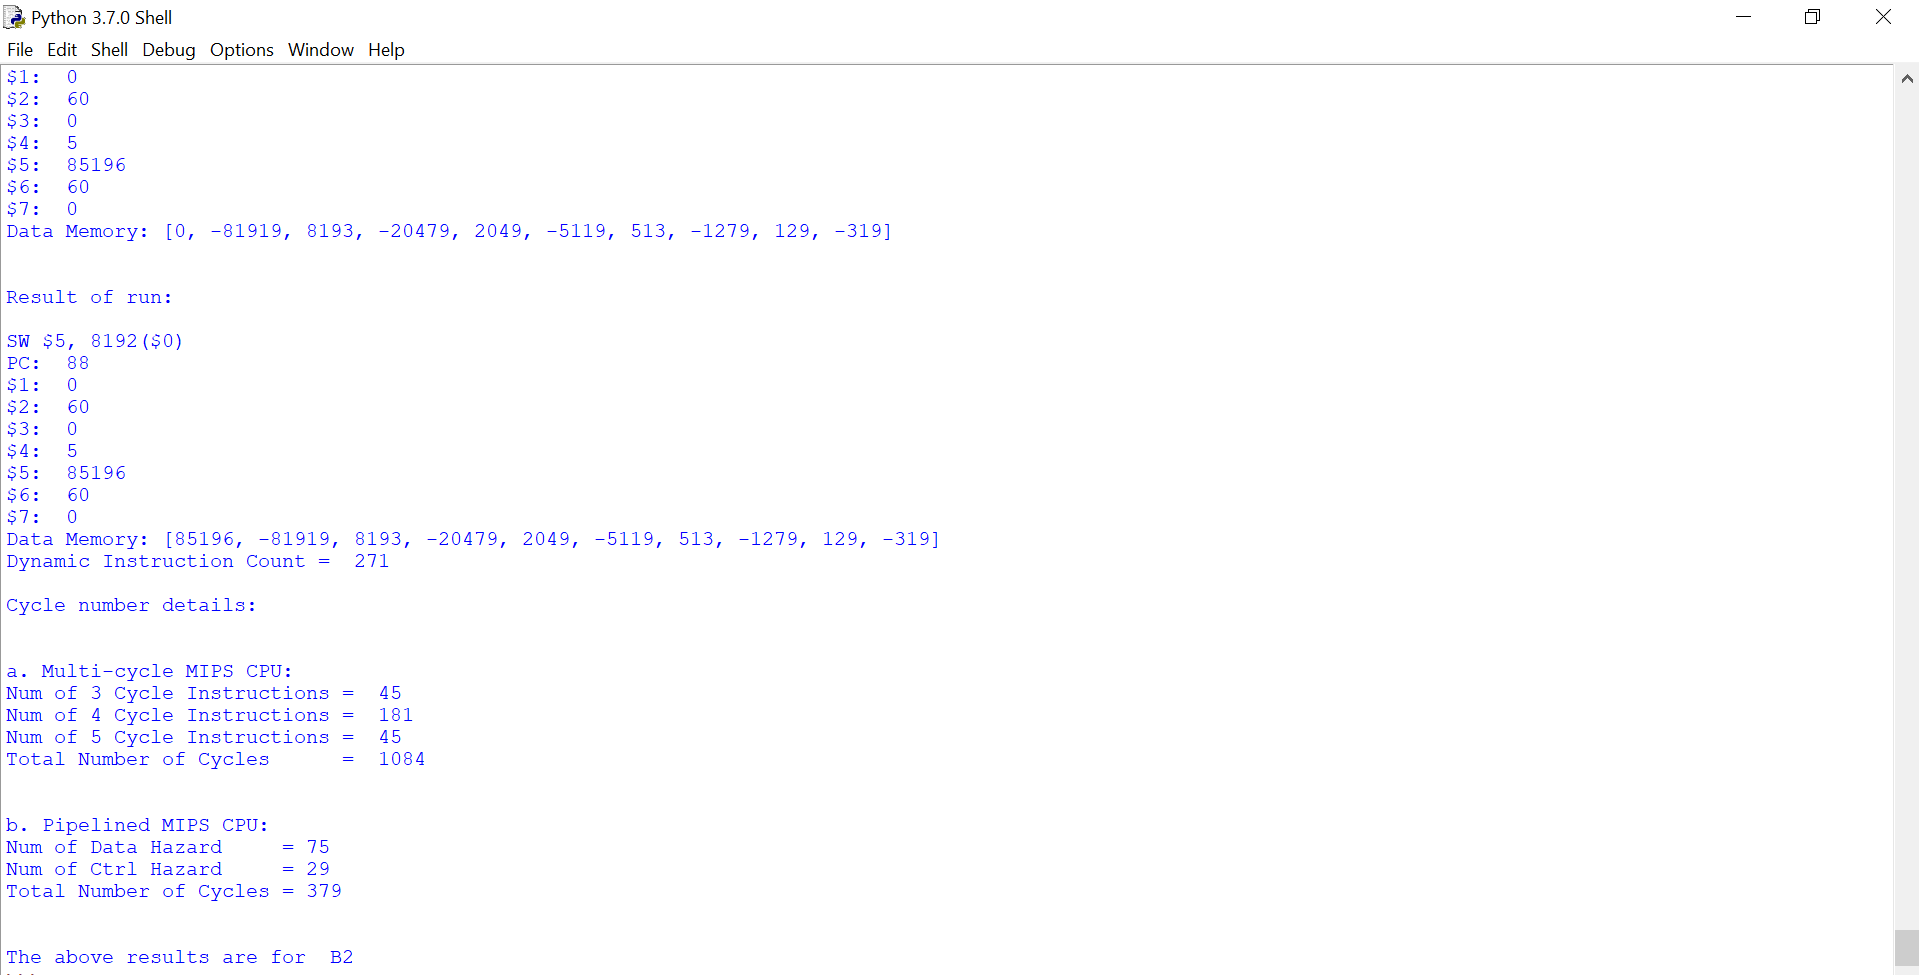 Python 3.7.0 Shell
File Edit Shell Debug Options Window Help
$1:  0
$2:  60
$3:  0
$4:  5
$5:  85196
$6:  60
$7:  0
Data Memory: [0, -81919, 8193, -20479, 2049, -5119, 513, -1279, 129, -319]
Result of run:
SW $5, 8192($0)
PC:  88
$1:  0
$2:  60
$3:  0
$4:  5
$5:  85196
$6:  60
$7:  0
Data Memory: [85196, -81919, 8193, -20479, 2049, -5119, 513, -1279, 129, -319]
Dynamic Instruction Count =  271
Cycle number details:
a. Multi-cycle MIPS CPU:
Num of 3 Cycle Instructions =  45
Num of 4 Cycle Instructions =  181
Num of 5 Cycle Instructions =  45
Total Number of Cycles      =  1084
b. Pipelined MIPS CPU:
Num of Data Hazard     = 75
Num of Ctrl Hazard     = 29
Total Number of Cycles = 379
The above results are for  B2